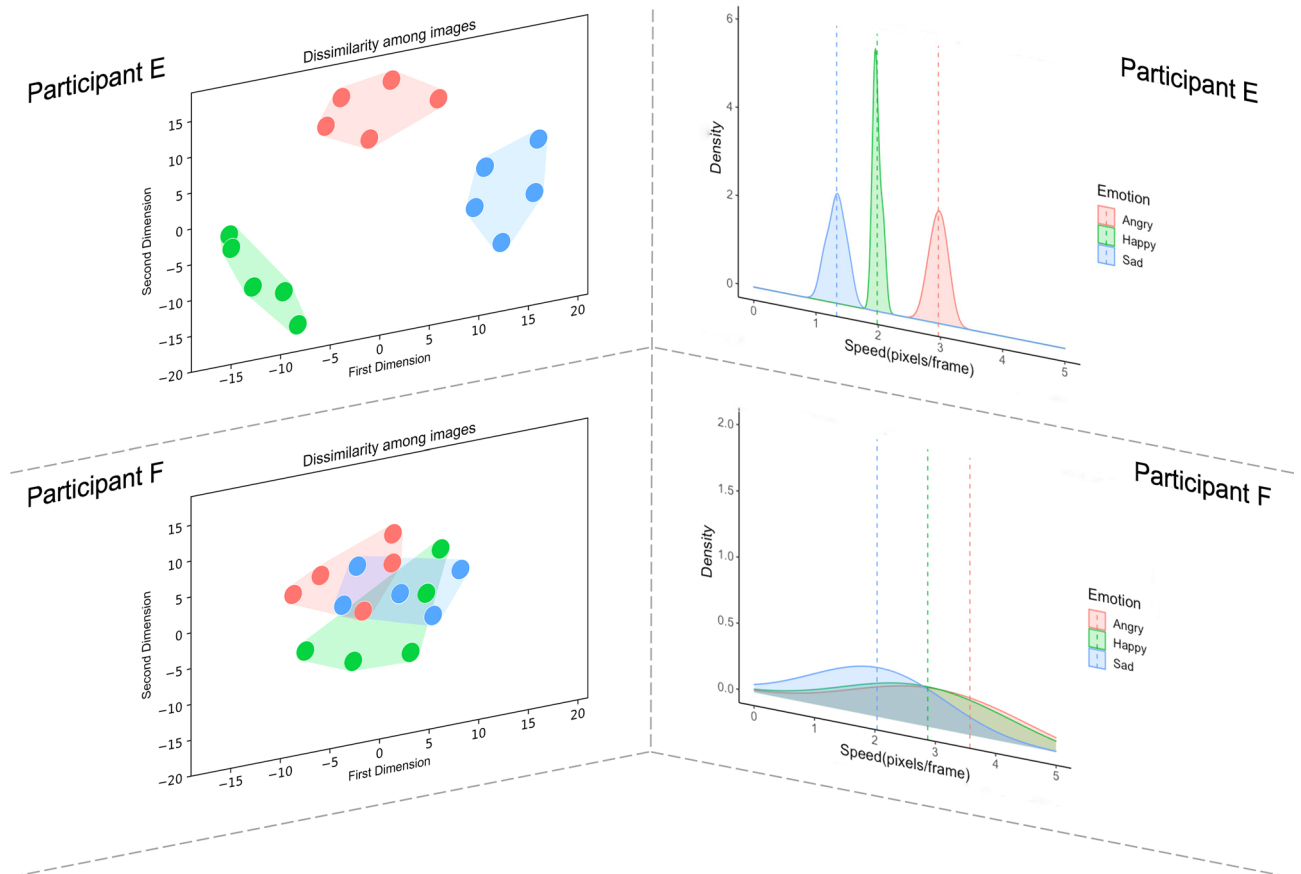 Participant E
Dissimilarity among images
Second Dimension
15
10
5
0
−5
−10
−15
−20
−15
−10
−5
0
5
10
15
20
First Dimension
Participant E
Density
6
4
2
0
0
1
2
3
4
5
Speed(pixels/frame)
Emotion
Angry
Happy
Sad
Participant F
Dissimilarity among images
Second Dimension
15
10
5
0
−5
−10
−15
−20
−15
−10
−5
0
5
10
15
20
First Dimension
Participant F
Density
2.0
1.5
1.0
0.5
0.0
0
1
2
3
4
5
Speed(pixels/frame)
Emotion
Angry
Happy
Sad